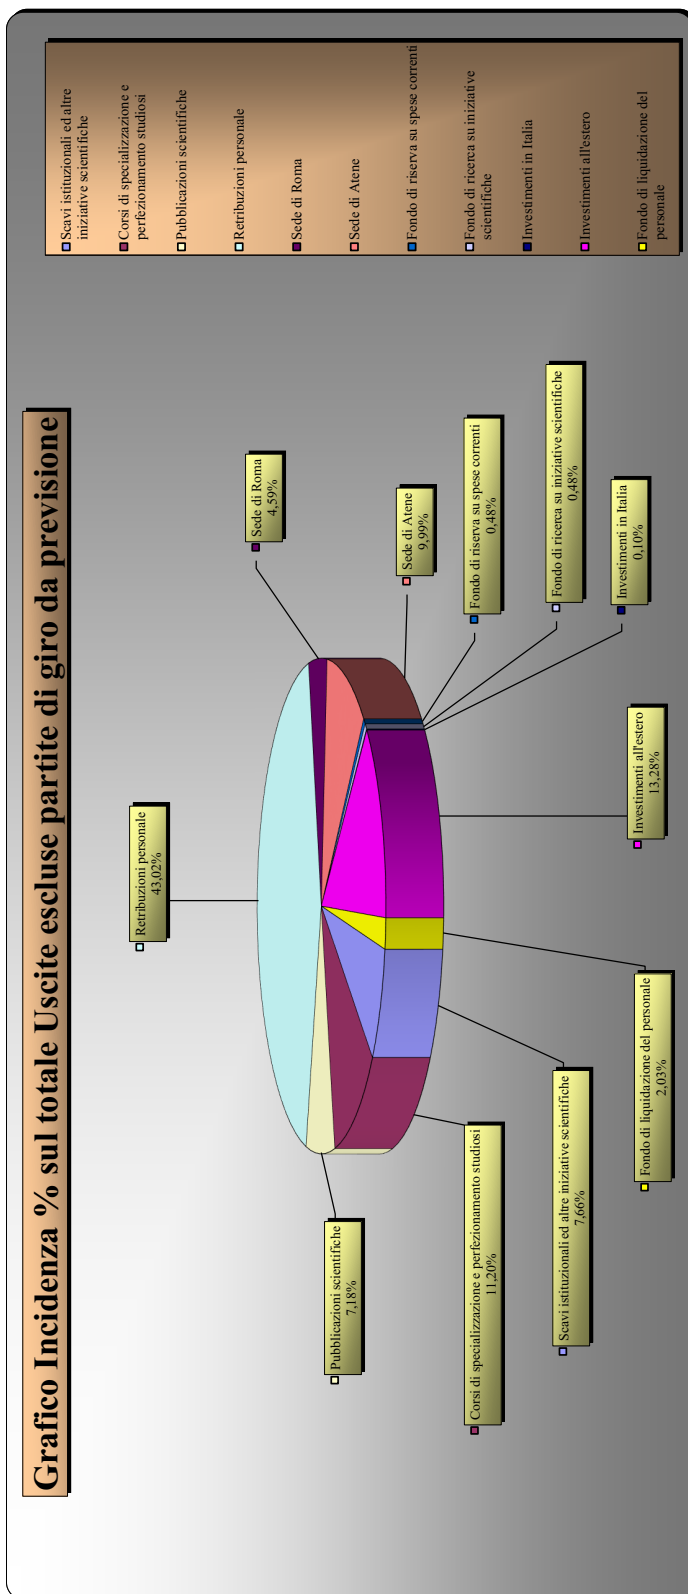 Grafico Incidenza % sul totale Uscite escluse partite di giro da previsione
Retribuzioni personale
43,02%
Sede di Roma
4,59%
Sede di Atene
9,99%
Fondo di riserva su spese correnti
0,48%
Fondo di ricerca su iniziative scientifiche
0,48%
Investimenti in Italia
0,10%
Investimenti all'estero
13,28%
Fondo di liquidazione del personale
2,03%
Scavi istituzionali ed altre iniziative scientifiche
7,66%
Corsi di specializzazione e perfezionamento studiosi
11,20%
Pubblicazioni scientifiche
7,18%
Scavi istituzionali ed altre
iniziative scientifiche
Corsi di specializzazione e
perfezionamento studiosi
Pubblicazioni scientifiche
Retribuzioni personale
Sede di Roma
Sede di Atene
Fondo di riserva su spese correnti
Fondo di ricerca su iniziative
scientifiche
Investimenti in Italia
Investimenti all'estero
Fondo di liquidazione del
personale